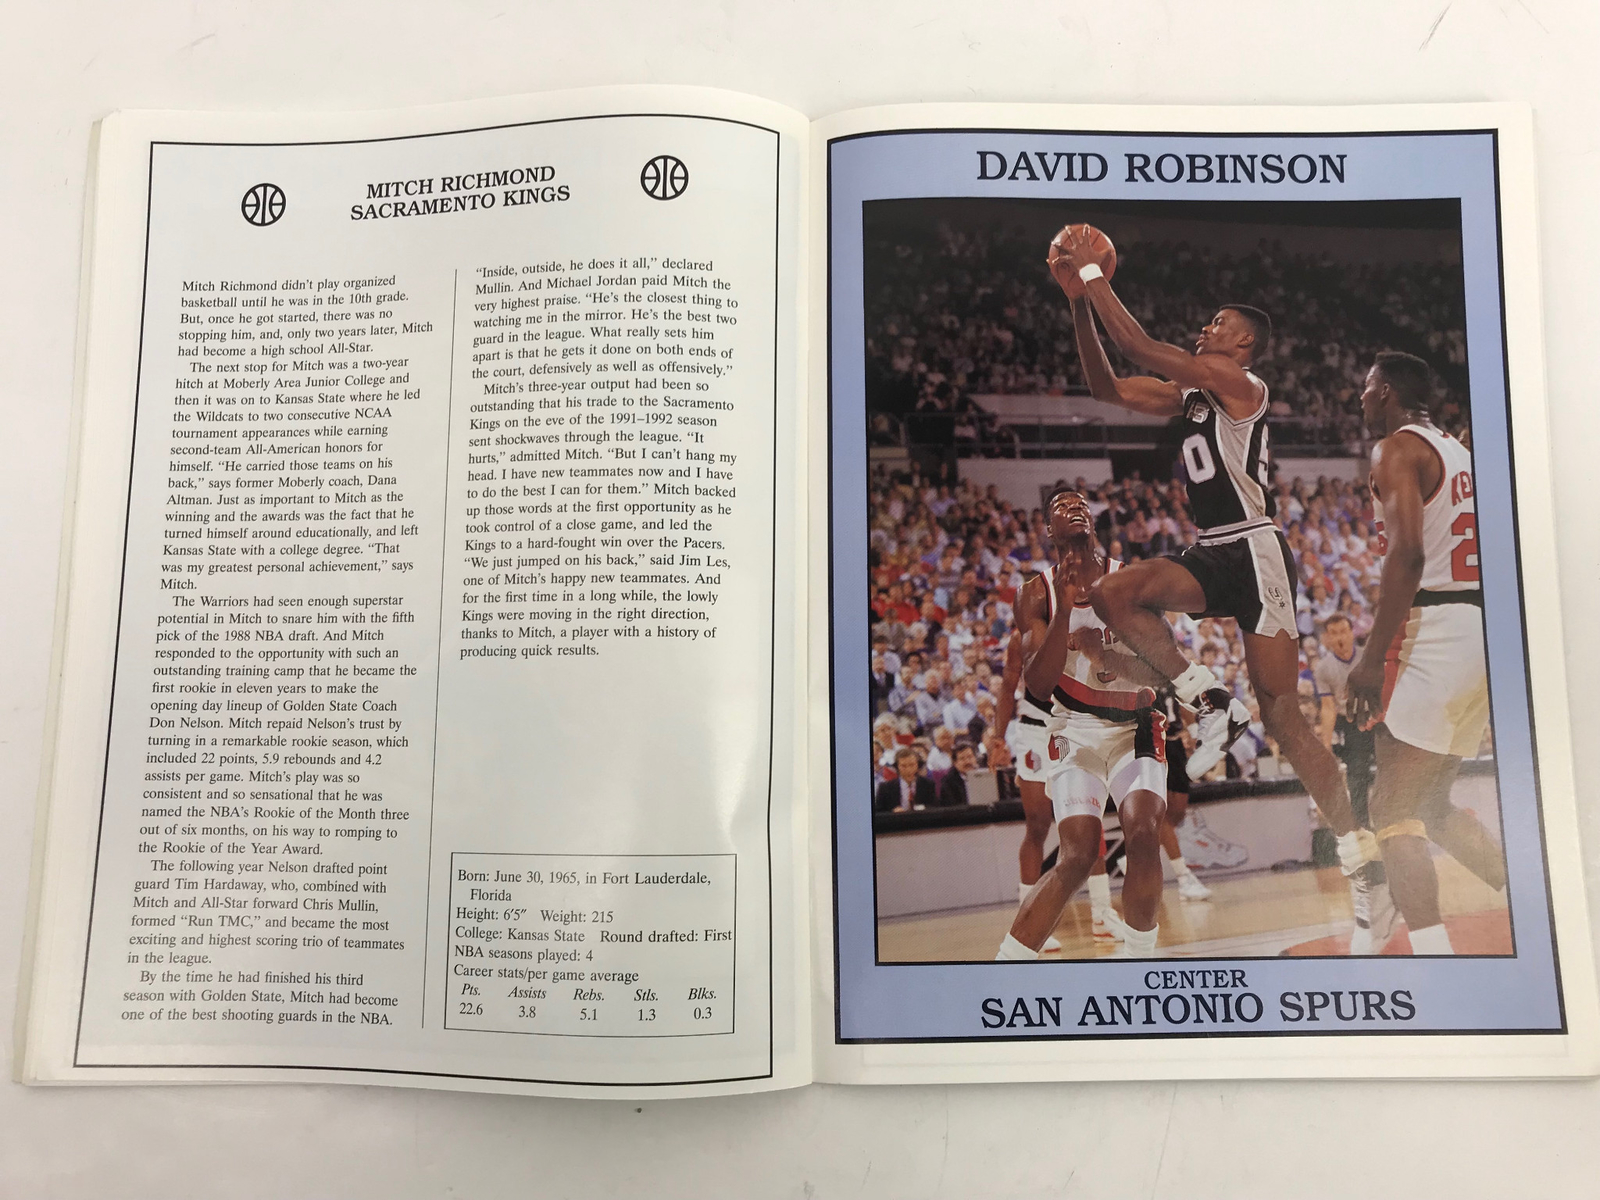 MITCH RICHMOND
SACRAMENTO KINGS
Mitch Richmond didn't play organized
basketball until he was in the 10th grade.
But, once he got started, there was no
stopping him, and, only two years later, Mitch
had become a high school All-Star.
The next stop for Mitch was a two-year
hitch at Moberly Area Junior College and
then it was on to Kansas State where he led
the Wildcats to two consecutive NCAA
tournament appearances while earning
second-team All-American honors for
himself. “He carried those teams on his
back,” says former Moberly coach, Dana
Altman. Just as important to Mitch as the
winning and the awards was the fact that he
turned himself around educationally, and left
Kansas State with a college degree. “That
was my greatest personal achievement,” says
Mitch.
The Warriors had seen enough superstar
potential in Mitch to snare him with the fifth
pick of the 1988 NBA draft. And Mitch
responded to the opportunity with such an
outstanding training camp that he became the
first rookie in eleven years to make the
opening day lineup of Golden State Coach
Don Nelson. Mitch repaid Nelson's trust by
turning in a remarkable rookie season, which
included 22 points, 5.9 rebounds and 4.2
assists per game. Mitch's play was so
consistent and so sensational that he was
named the NBA's Rookie of the Month three
out of six months, on his way to romping to
the Rookie of the Year Award.
The following year Nelson drafted point
guard Tim Hardaway, who, combined with
Mitch and All-Star forward Chris Mullin,
formed “Run TMC,” and became the most
exciting and highest scoring trio of teammates
in the league.
By the time he had finished his third
season with Golden State, Mitch had become
one of the best shooting guards in the NBA.
“Inside, outside, he does it all,” declared
Mullin. And Michael Jordan paid Mitch the
very highest praise. “He's the closest thing to
watching me in the mirror. He's the best two
guard in the league. What really sets him
apart is that he gets it done on both ends of
the court, defensively as well as offensively.”
Mitch's three-year output had been so
outstanding that his trade to the Sacramento
Kings on the eve of the 1991–1992 season
sent shockwaves through the league. “It
hurts,” admitted Mitch. “But I can't hang my
head. I have new teammates now and I have
to do the best I can for them.” Mitch backed
up those words at the first opportunity as he
took control of a close game, and led the
Kings to a hard-fought win over the Pacers.
“We just jumped on his back,” said Jim Les,
one of Mitch's happy new teammates. And
for the first time in a long while, the lowly
Kings were moving in the right direction,
thanks to Mitch, a player with a history of
producing quick results.
Born: June 30, 1965, in Fort Lauderdale,
Florida
Height: 6′5″ Weight: 215
College: Kansas State Round drafted: First
NBA seasons played: 4
Career stats/per game average
Pts. Assists Rebs. Stls. Blks.
22.6 3.8 5.1 1.3 0.3
DAVID ROBINSON
0
2
CENTER
SAN ANTONIO SPURS